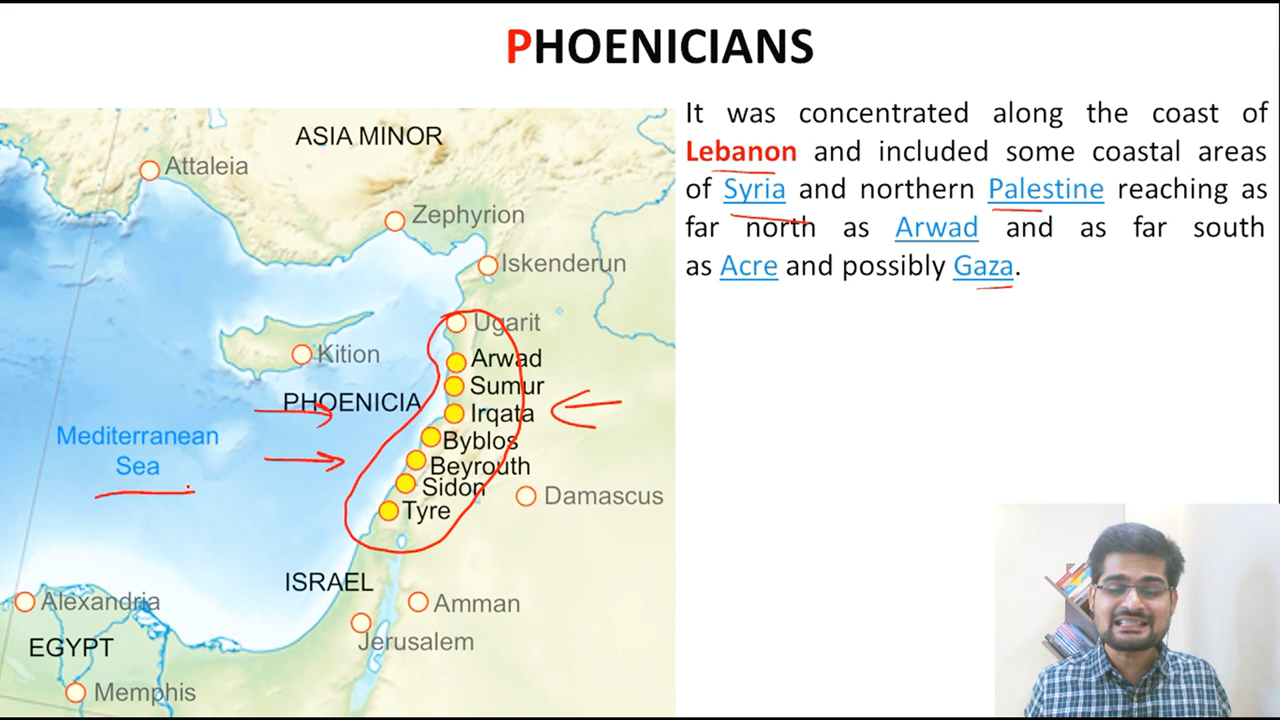 PHOENICIANS
It was concentrated along the coast of
Lebanon and included some coastal areas
of Syria and northern Palestine reaching as
far north as Arwad and as far south
as Acre and possibly Gaza.
ASIA MINOR
Attaleia
Zephyrion
Iskenderun
Ugarit
Kition
Arwad
Sumur
PHOENICIA
Irqata
Mediterranean
Sea
Byblos
Beyrouth
Sidon
Damascus
Tyre
ISRAEL
Alexandria
Amman
Jerusalem
EGYPT
Memphis